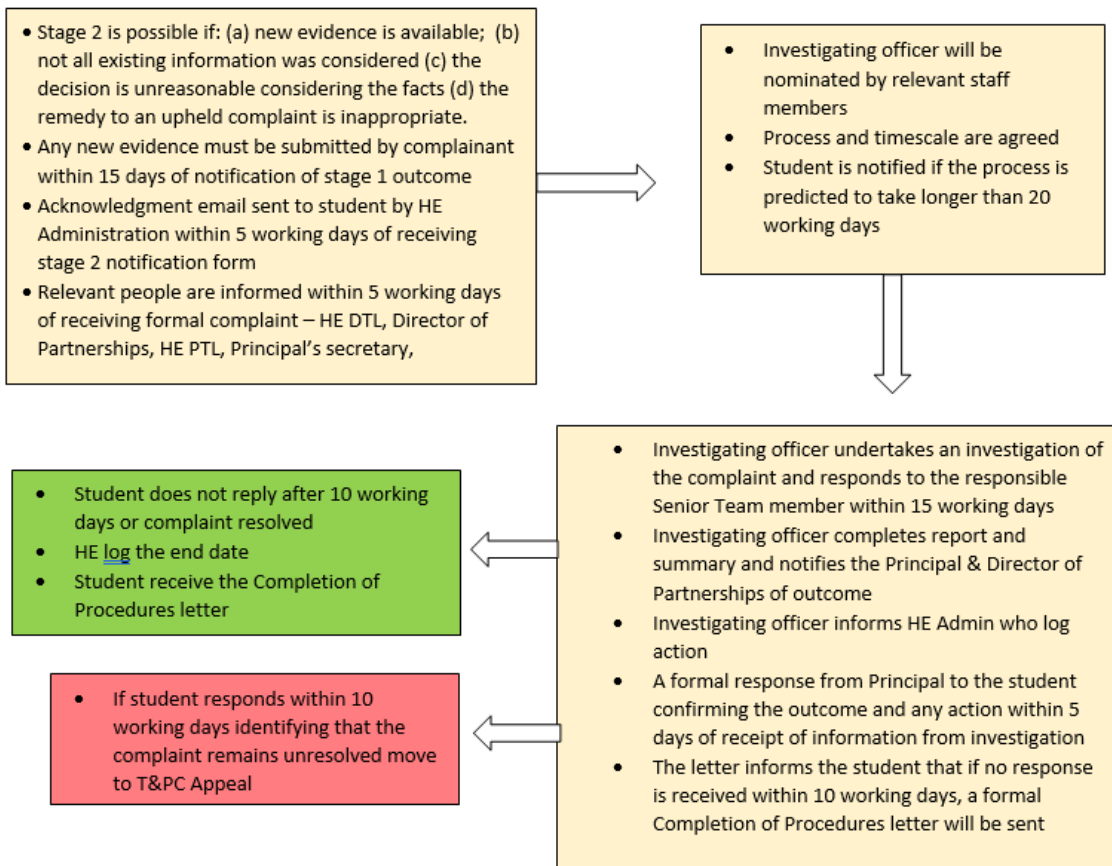 • Stage 2 is possible if: (a) new evidence is available;  (b)
not all existing information was considered (c) the
decision is unreasonable considering the facts (d) the
remedy to an upheld complaint is inappropriate.
• Any new evidence must be submitted by complainant
within 15 days of notification of stage 1 outcome
• Acknowledgment email sent to student by HE
Administration within 5 working days of receiving
stage 2 notification form
• Relevant people are informed within 5 working days
of receiving formal complaint – HE DTL, Director of
Partnerships, HE PTL, Principal's secretary,
• Investigating officer will be
nominated by relevant staff
members
• Process and timescale are agreed
• Student is notified if the process is
predicted to take longer than 20
working days
• Investigating officer undertakes an investigation of
the complaint and responds to the responsible
Senior Team member within 15 working days
• Investigating officer completes report and
summary and notifies the Principal & Director of
Partnerships of outcome
• Investigating officer informs HE Admin who log
action
• A formal response from Principal to the student
confirming the outcome and any action within 5
days of receipt of information from investigation
• The letter informs the student that if no response
is received within 10 working days, a formal
Completion of Procedures letter will be sent
• Student does not reply after 10 working
days or complaint resolved
• HE log the end date
• Student receive the Completion of
Procedures letter
• If student responds within 10
working days identifying that the
complaint remains unresolved move
to T&PC Appeal